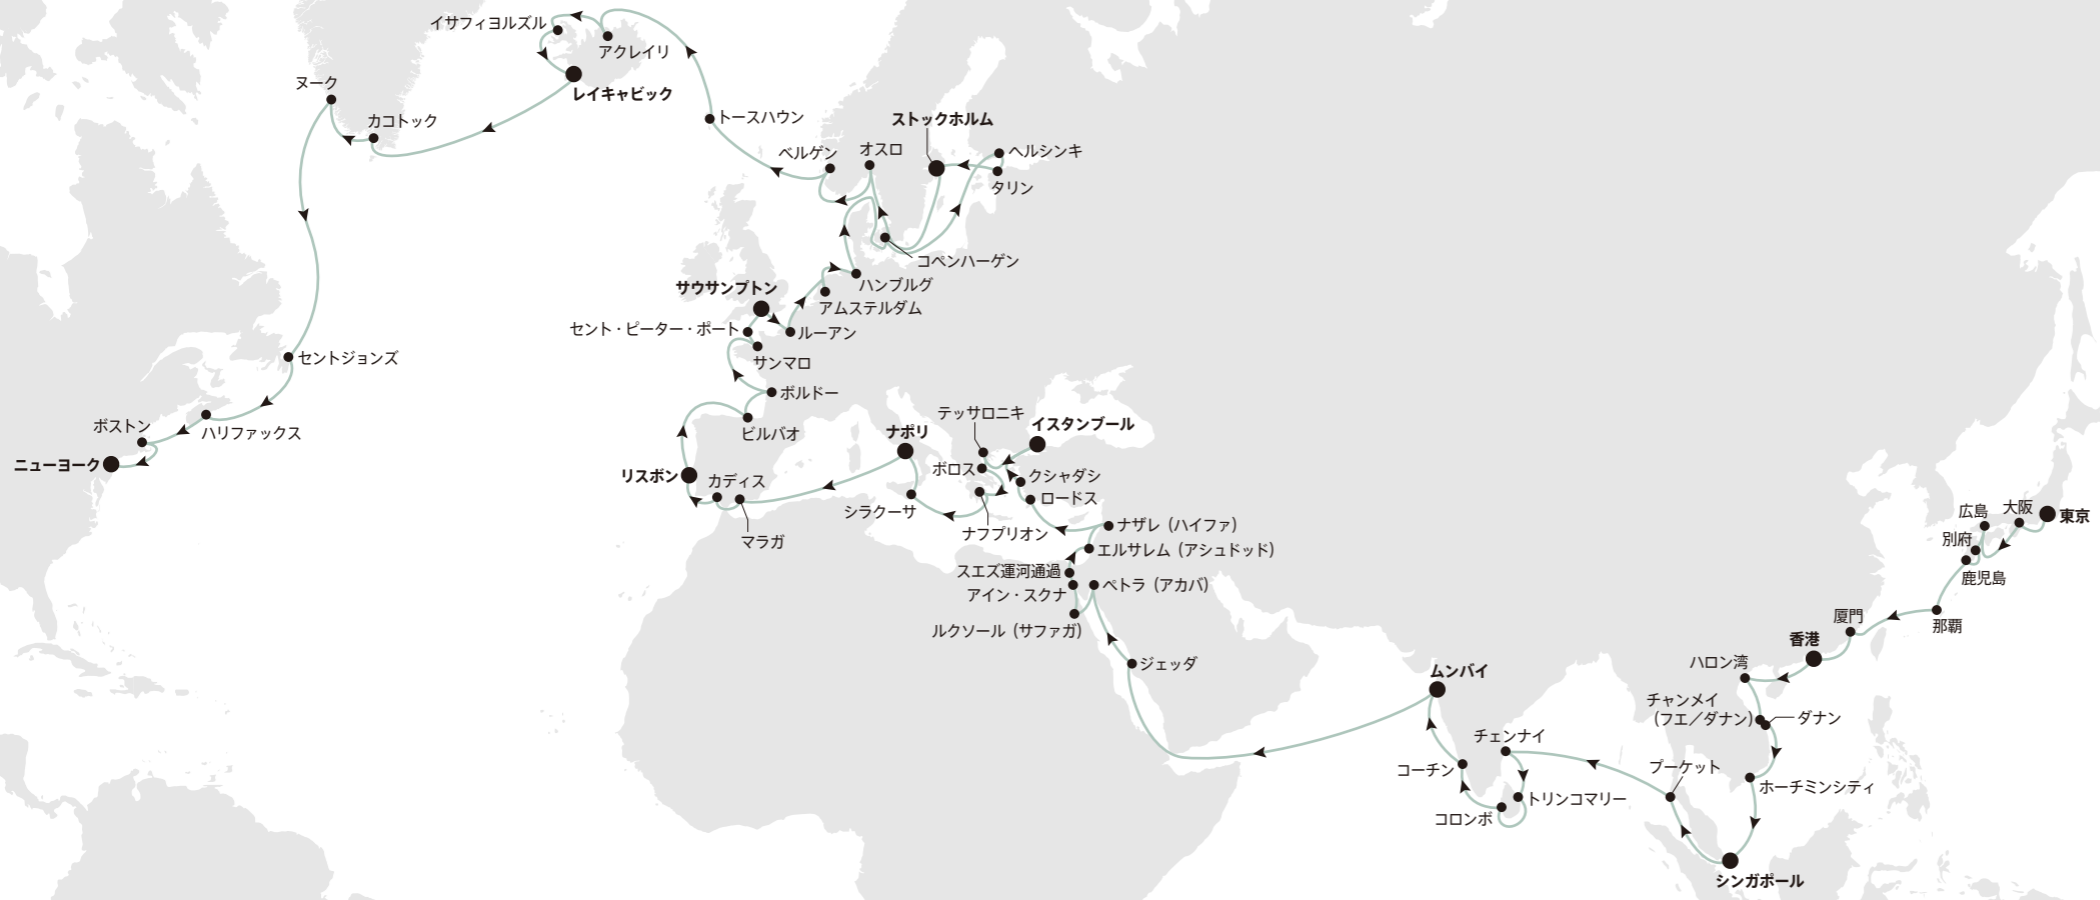 イサフィヨルズル
アクレイリ
レイキャビック
ヌーク
カコトック
トースハウン
ストックホルム
ベルゲン
オスロ
ヘルシンキ
タリン
コペンハーゲン
ハンブルグ
サウサンプトン
アムステルダム
セント・ピーター・ポート
ルーアン
サンマロ
セントジョンズ
ボルドー
ハリファックス
ボストン
ニューヨーク
ビルバオ
ナポリ
テッサロニキ
イスタンブール
リスボン
カディス
ボロス
クシャダシ
ロードス
シラクーサ
マラガ
ナフプリオン
ナザレ（ハイファ）
エルサレム（アシュドッド）
スエズ運河通過
アイン・スクナ
ペトラ（アカバ）
ルクソール（サファガ）
ジェッダ
ムンバイ
チェンナイ
コーチン
トリンコマリー
コロンボ
プーケット
シンガポール
ホーチミンシティ
チャンメイ
（フエ／ダナン）
ダナン
ハロン湾
香港
厦門
那覇
鹿児島
別府
広島
大阪
東京